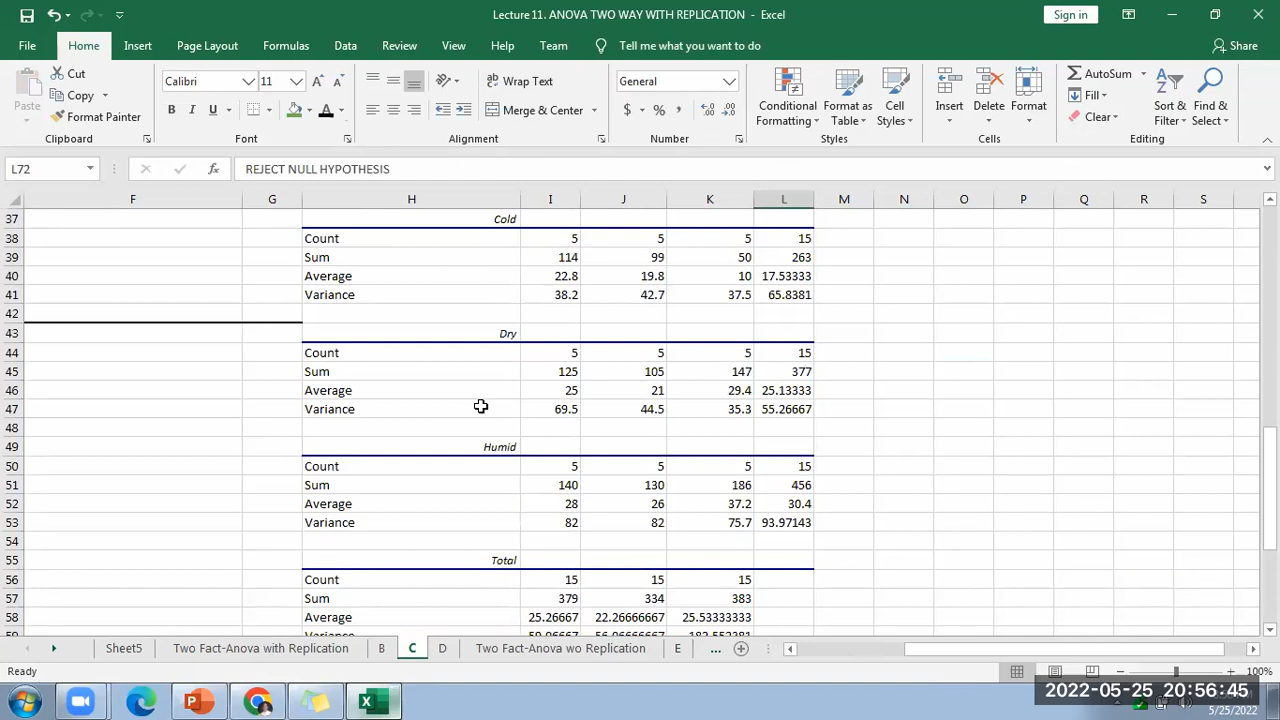 Lecture 11. ANOVA TWO WAY WITH REPLICATION - Excel
Sign in
File Home Insert Page Layout Formulas Data Review View Help Team Tell me what you want to do Share
Paste
Cut
Copy
Format Painter
Calibri 11
B I U
Wrap Text
Merge & Center
General
$ % ,
Conditional Formatting
Format as Table
Cell Styles
Insert
Delete
Format
AutoSum
Fill
Clear
Sort & Filter
Find & Select
Clipboard Font Alignment Number Styles Cells Editing
L72 fx REJECT NULL HYPOTHESIS
F G H I J K L M N O P Q R S
37 Cold
38 Count 5 5 5 15
39 Sum 114 99 50 263
40 Average 22.8 19.8 10 17.53333
41 Variance 38.2 42.7 37.5 65.8381
42
43 Dry
44 Count 5 5 5 15
45 Sum 125 105 147 377
46 Average 25 21 29.4 25.13333
47 Variance 69.5 44.5 35.3 55.26667
48
49 Humid
50 Count 5 5 5 15
51 Sum 140 130 186 456
52 Average 28 26 37.2 30.4
53 Variance 82 82 75.7 93.97143
54
55 Total
56 Count 15 15 15
57 Sum 379 334 383
58 Average 25.26667 22.26666667 25.53333333
Sheet5 Two Fact-Anova with Replication B C D Two Fact-Anova wo Replication E ...
Ready 100%
2022-05-25 20:56:45
5/25/2022